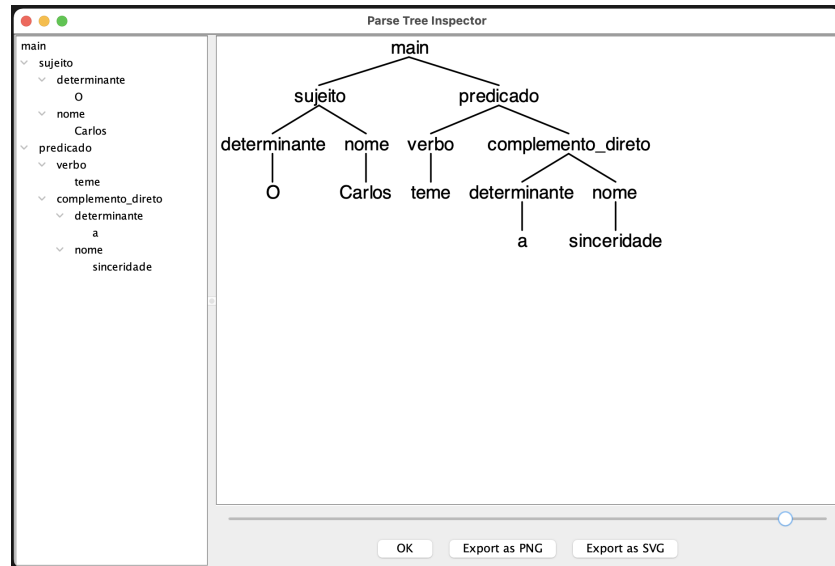 Parse Tree Inspector
main
sujeito
determinante
O
nome
Carlos
predicado
verbo
teme
complemento_direto
determinante
a
nome
sinceridade
main
sujeito predicado
determinante nome verbo complemento_direto
O Carlos teme determinante nome
a sinceridade
OK Export as PNG Export as SVG